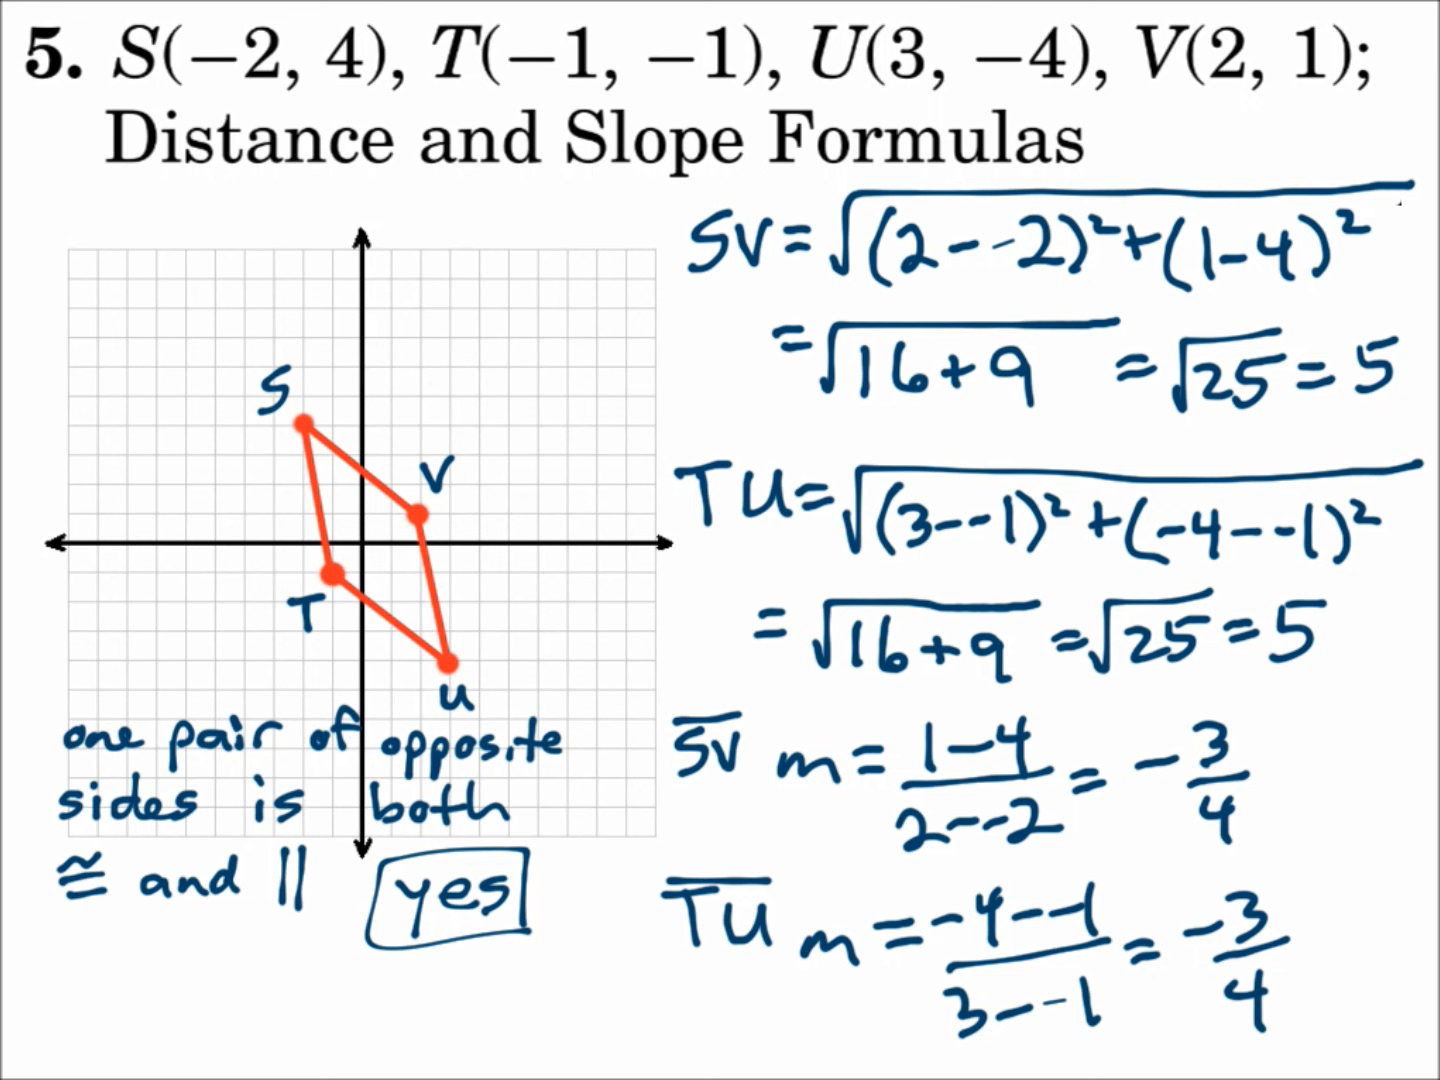 5. S(−2, 4), T(−1, −1), U(3, −4), V(2, 1);
Distance and Slope Formulas
SV = √(2 − -2)² + (1 − 4)²
= √16 + 9 = √25 = 5
TU = √(3 - -1)² + (-4 - -1)²
= √16 + 9 = √25 = 5
S̅V̅ m = 1 − 4 / 2 - -2 = - 3/4
T̅U̅ m = -4 - -1 / 3 - -1 = -3/4
S
V
T
U
one pair of opposite
sides is both
≅ and ||
yes